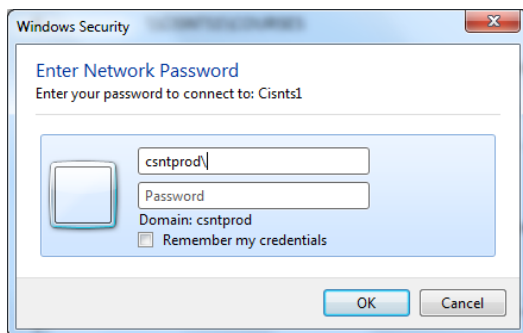 Windows Security
Enter Network Password
Enter your password to connect to: Cisnts1
csntprod\
Password
Domain: csntprod
Remember my credentials
OK Cancel